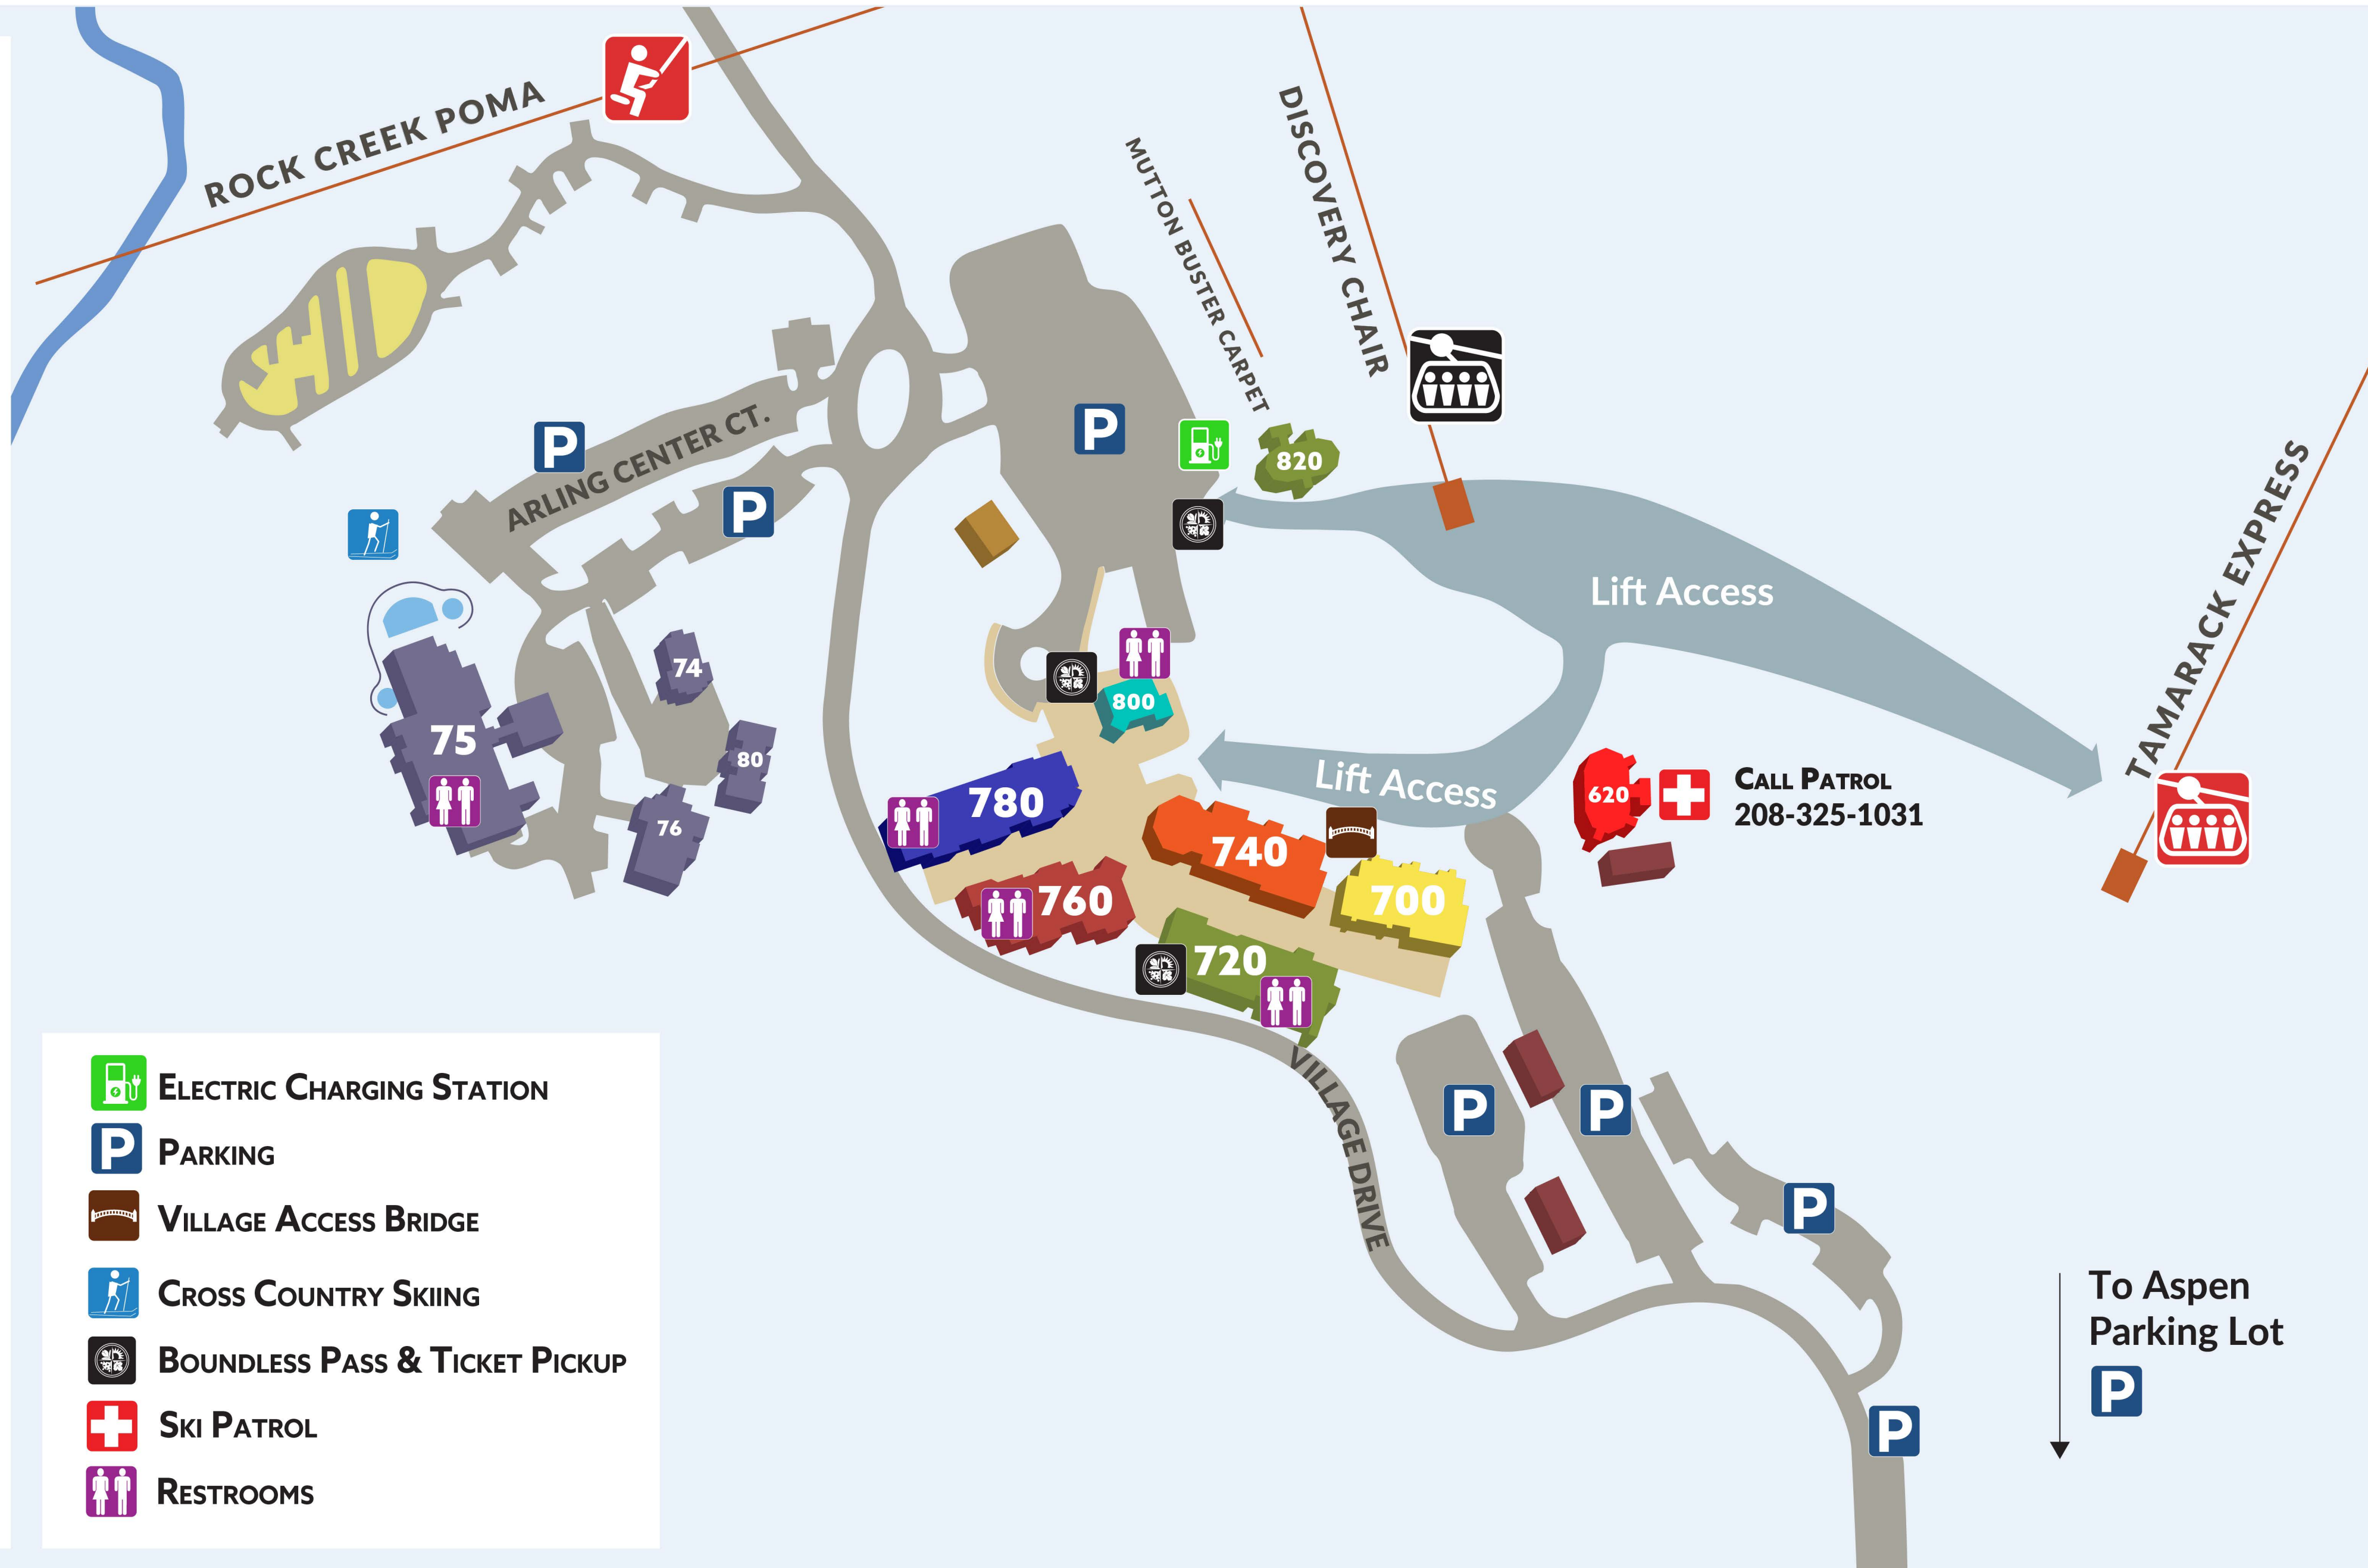 ROCK CREEK POMA
MUTTON BUSTER CARPET
DISCOVERY CHAIR
TAMARACK EXPRESS
P
ARLING CENTER CT.
P
P
820
Lift Access
74
75
80
76
800
Lift Access
780
740
760
700
720
620
CALL PATROL
208-325-1031
VILLAGE DRIVE
P
P
P
P
To Aspen
Parking Lot
P
ELECTRIC CHARGING STATION
P PARKING
VILLAGE ACCESS BRIDGE
CROSS COUNTRY SKIING
BOUNDLESS PASS & TICKET PICKUP
SKI PATROL
RESTROOMS